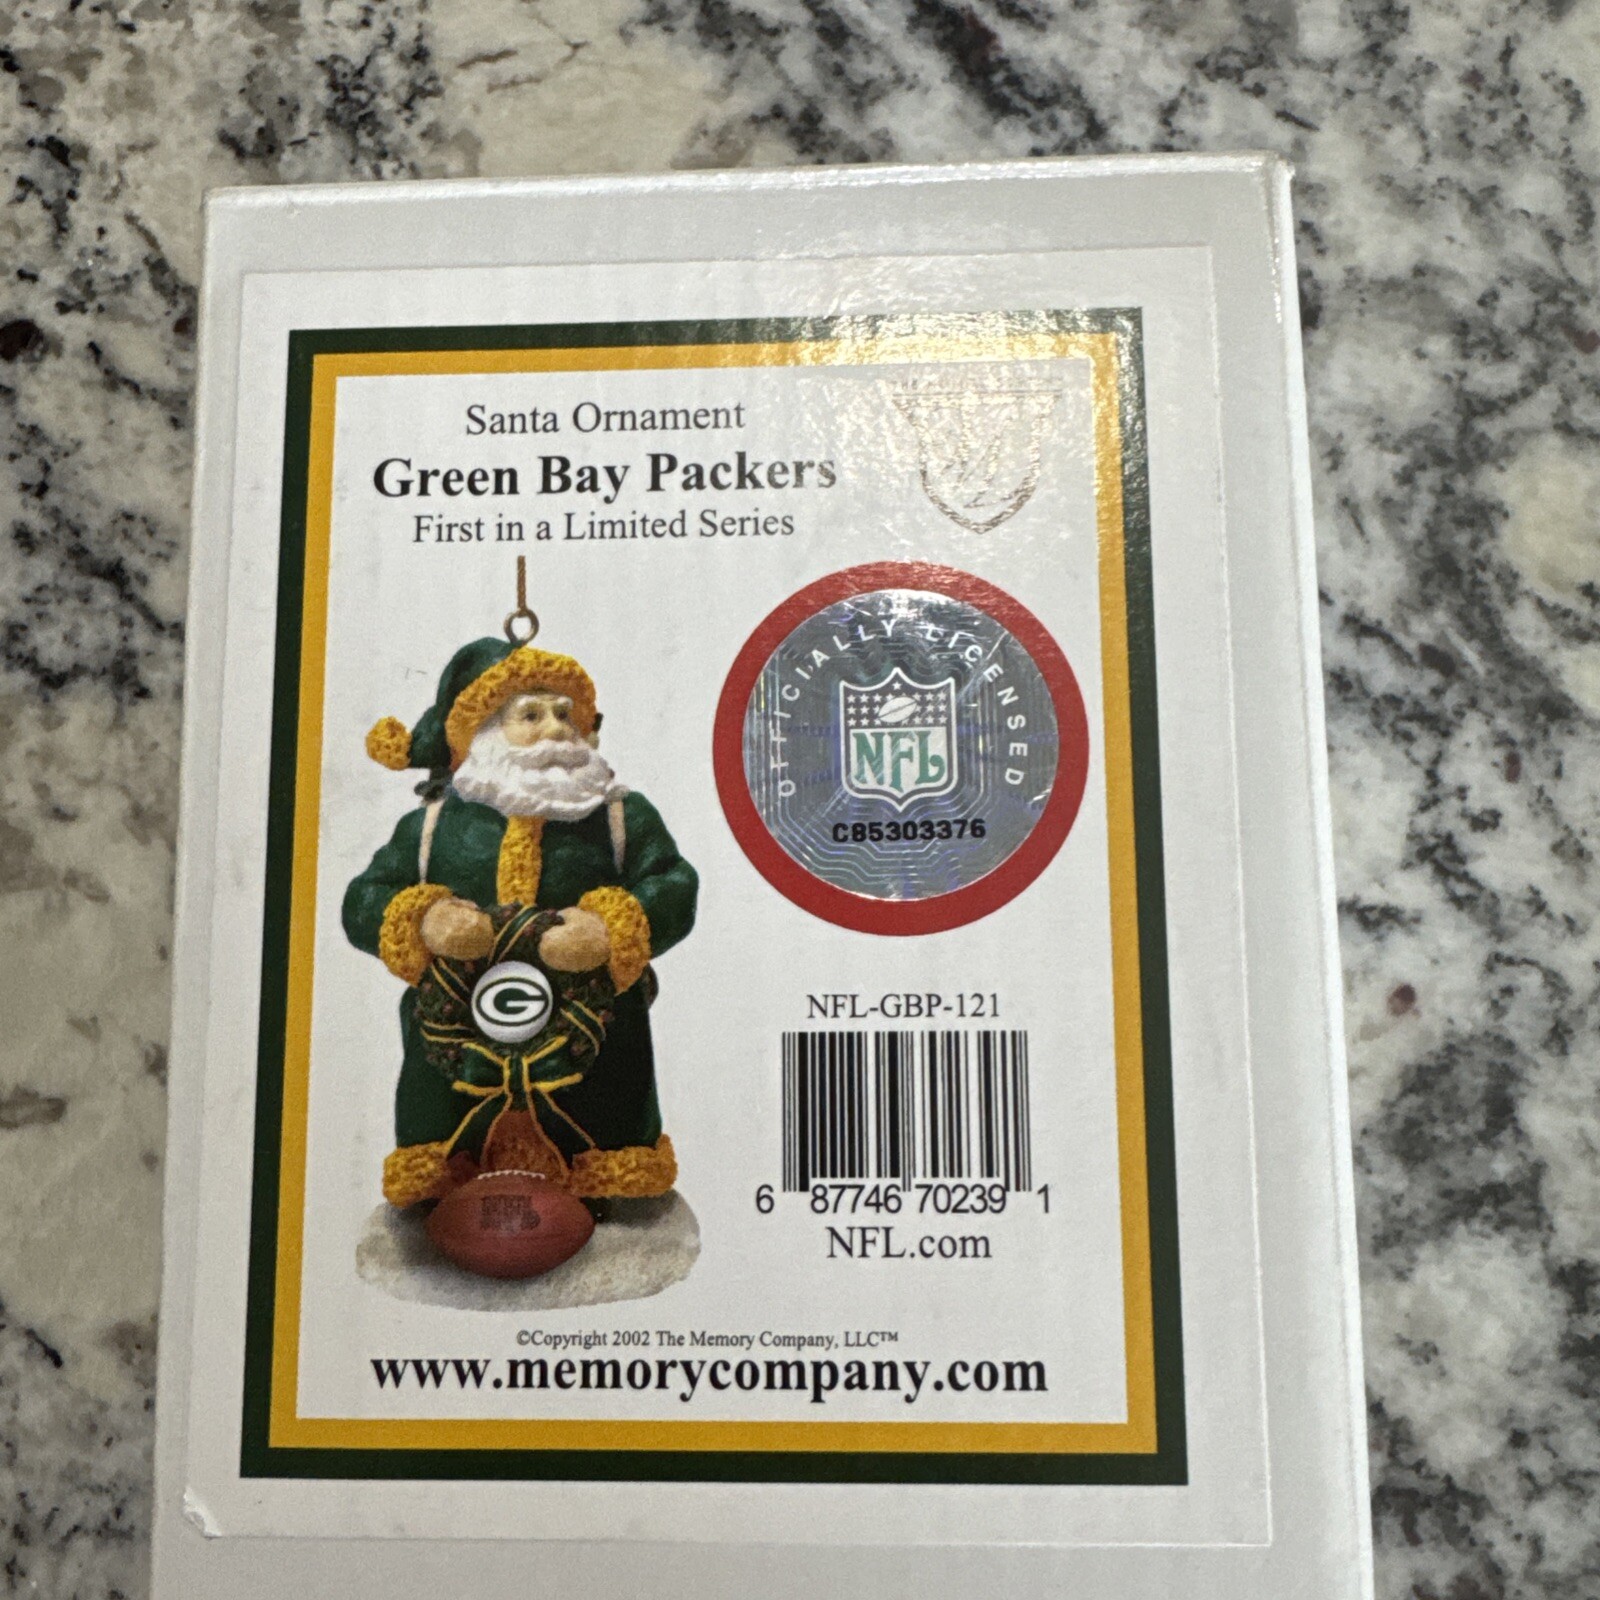 Santa Ornament
Green Bay Packers
First in a Limited Series
OFFICIALLY LICENSED
NFL
C85303376
G
NFL-GBP-121
6 87746 70239 1
NFL.com
©Copyright 2002 The Memory Company, LLC™
www.memorycompany.com